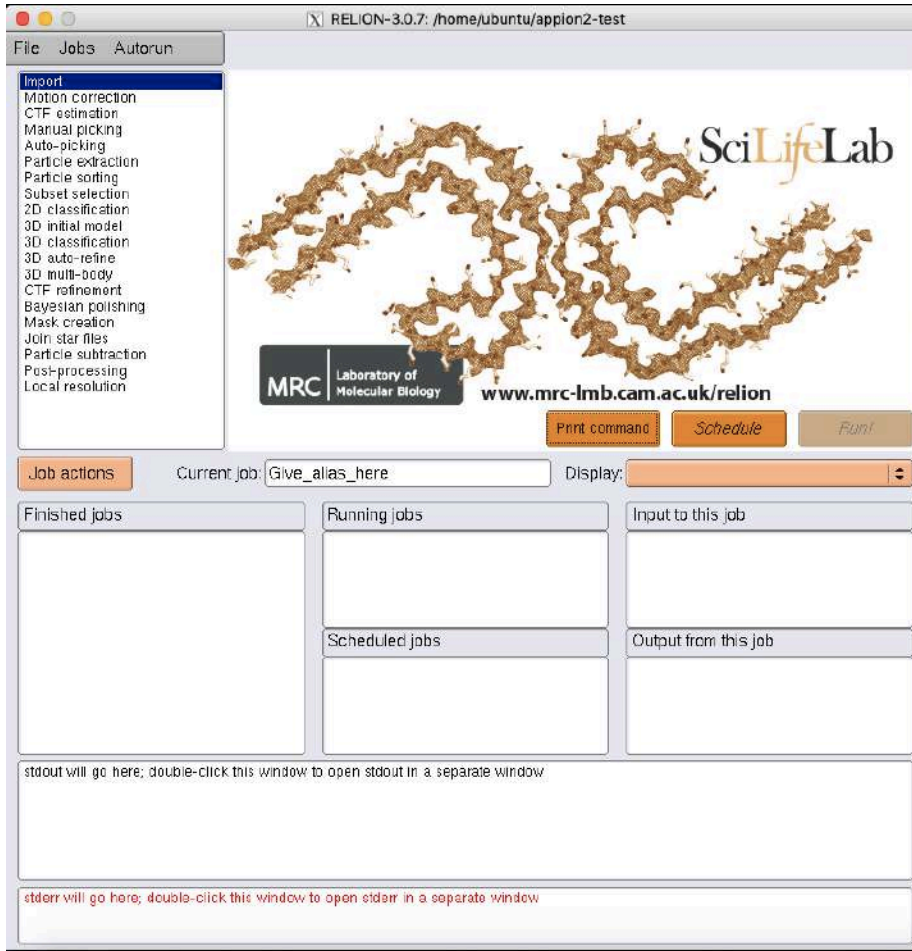 RELION-3.0.7: /home/ubuntu/appion2-test
File Jobs Autorun
Import
Motion correction
CTF estimation
Manual picking
Auto-picking
Particle extraction
Particle sorting
Subset selection
2D classification
3D initial model
3D classification
3D auto-refine
3D multi-body
CTF refinement
Bayesian polishing
Mask creation
Join star files
Particle subtraction
Post-processing
Local resolution
SciLifeLab
MRC Laboratory of
Molecular Biology
www.mrc-lmb.cam.ac.uk/relion
Print command Schedule Run!
Job actions Current job: Give_alias_here Display:
Finished jobs Running jobs Input to this job
Scheduled jobs Output from this job
stdout will go here; double-click this window to open stdout in a separate window
stderr will go here; double-click this window to open stderr in a separate window